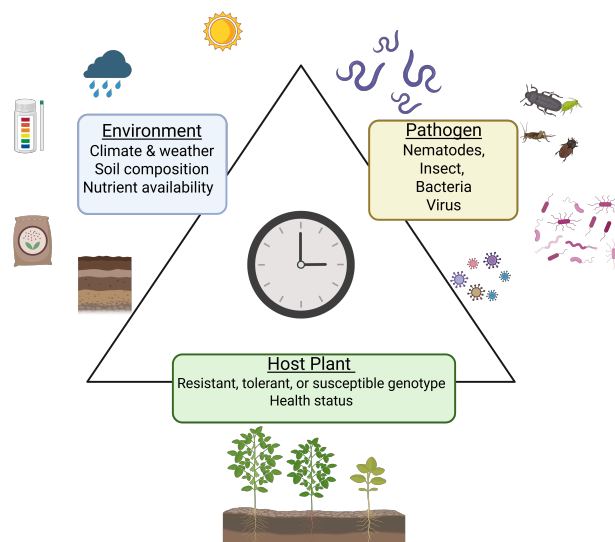 Environment
Climate & weather
Soil composition
Nutrient availability
Pathogen
Nematodes,
Insect,
Bacteria
Virus
Host Plant
Resistant, tolerant, or susceptible genotype
Health status